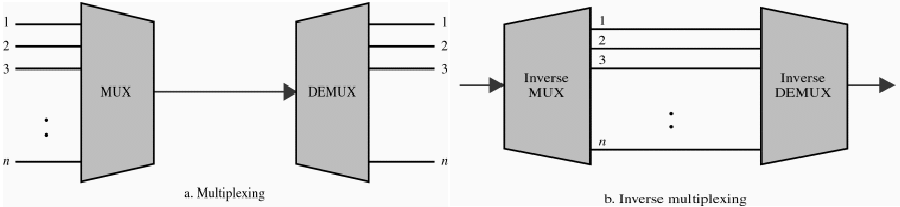 1
2
3
n
MUX
DEMUX
1
2
3
n
a. Multiplexing
Inverse
MUX
1
2
3
n
Inverse
DEMUX
b. Inverse multiplexing